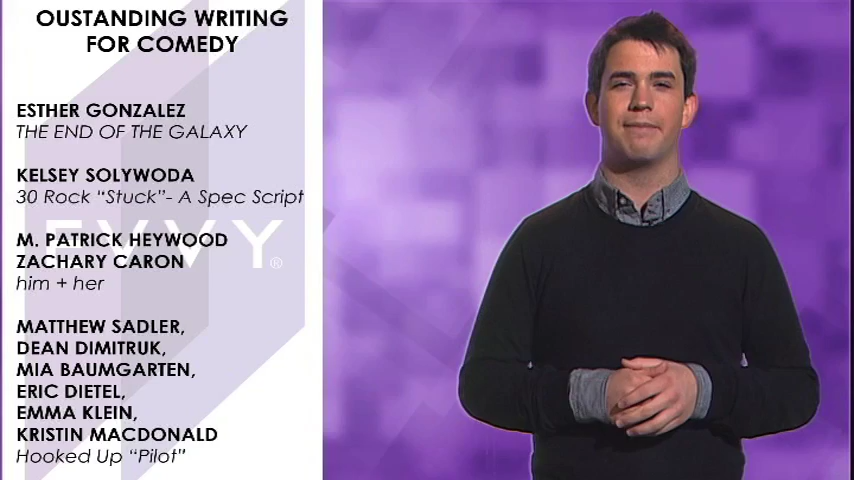 OUSTANDING WRITING
FOR COMEDY
ESTHER GONZALEZ
THE END OF THE GALAXY
KELSEY SOLYWODA
30 Rock “Stuck”- A Spec Script
M. PATRICK HEYWOOD
ZACHARY CARON
him + her
EVVY®
MATTHEW SADLER,
DEAN DIMITRUK,
MIA BAUMGARTEN,
ERIC DIETEL,
EMMA KLEIN,
KRISTIN MACDONALD
Hooked Up “Pilot”